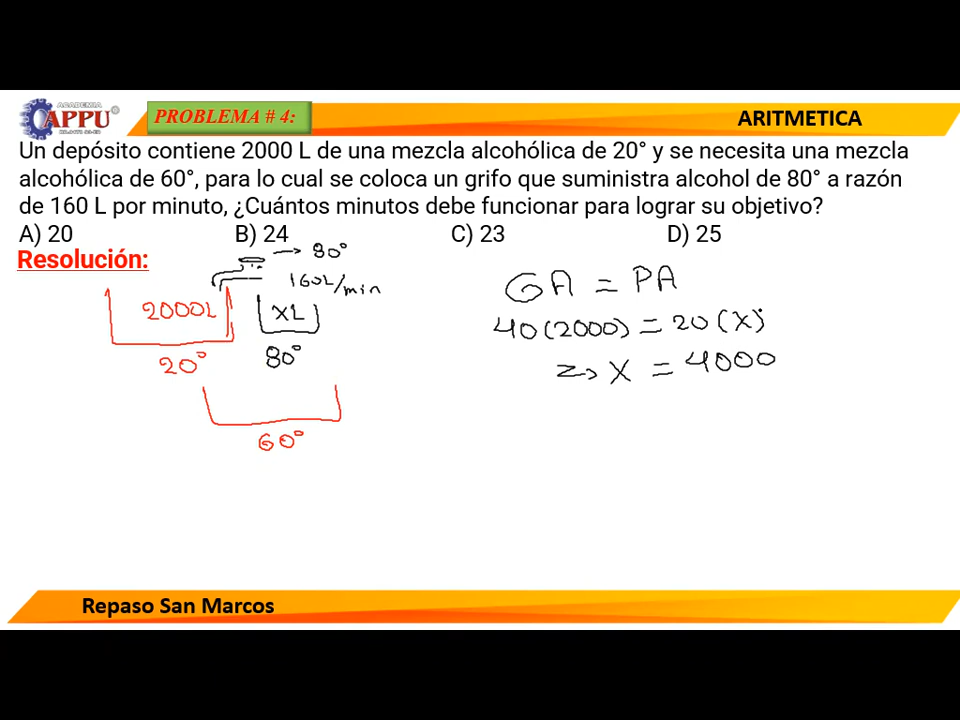 ACADEMIA
APPU®
PROBLEMA # 4:
ARITMETICA
Un depósito contiene 2000 L de una mezcla alcohólica de 20° y se necesita una mezcla
alcohólica de 60°, para lo cual se coloca un grifo que suministra alcohol de 80° a razón
de 160 L por minuto, ¿Cuántos minutos debe funcionar para lograr su objetivo?
A) 20 B) 24 C) 23 D) 25
Resolución:
→ 80°
160L/min
2000L
XL
20°
80°
60°
GA = PA
40(2000) = 20(X)
=> X = 4000
Repaso San Marcos